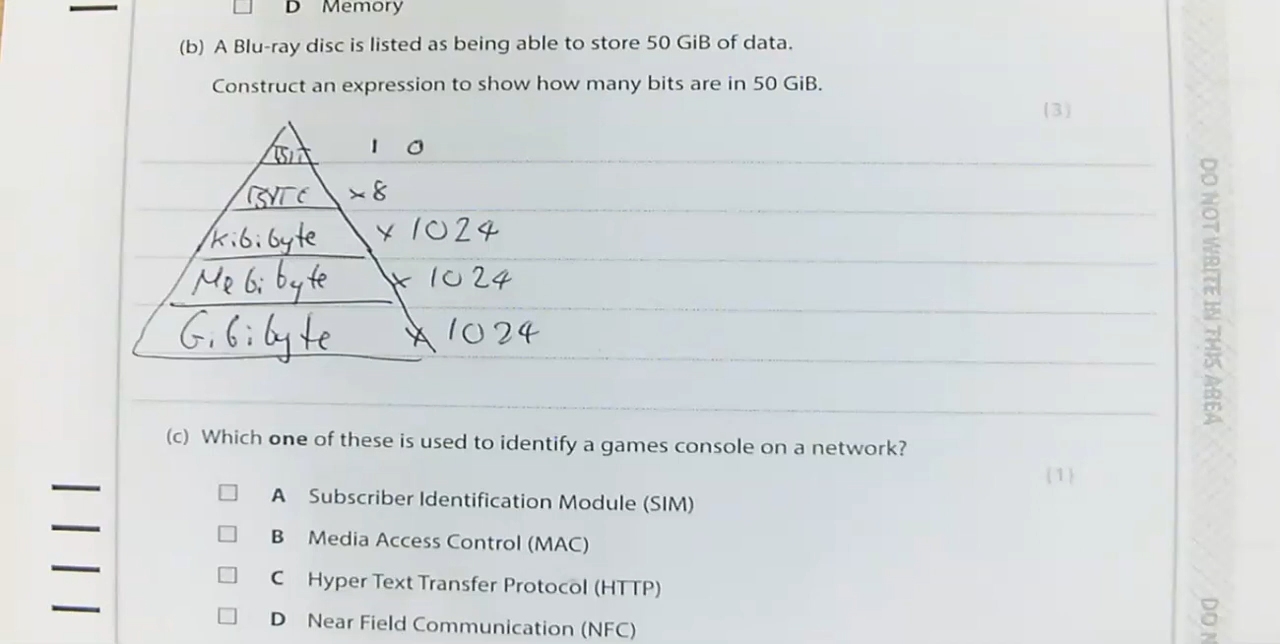 D Memory
(b) A Blu-ray disc is listed as being able to store 50 GiB of data.
Construct an expression to show how many bits are in 50 GiB.
(3)
Bit 1 0
BYTE ×8
Kibibyte × 1024
Mebibyte × 1024
Gibibyte × 1024
(c) Which one of these is used to identify a games console on a network?
(1)
A Subscriber Identification Module (SIM)
B Media Access Control (MAC)
C Hyper Text Transfer Protocol (HTTP)
D Near Field Communication (NFC)
DO NOT WRITE IN THIS AREA
DO